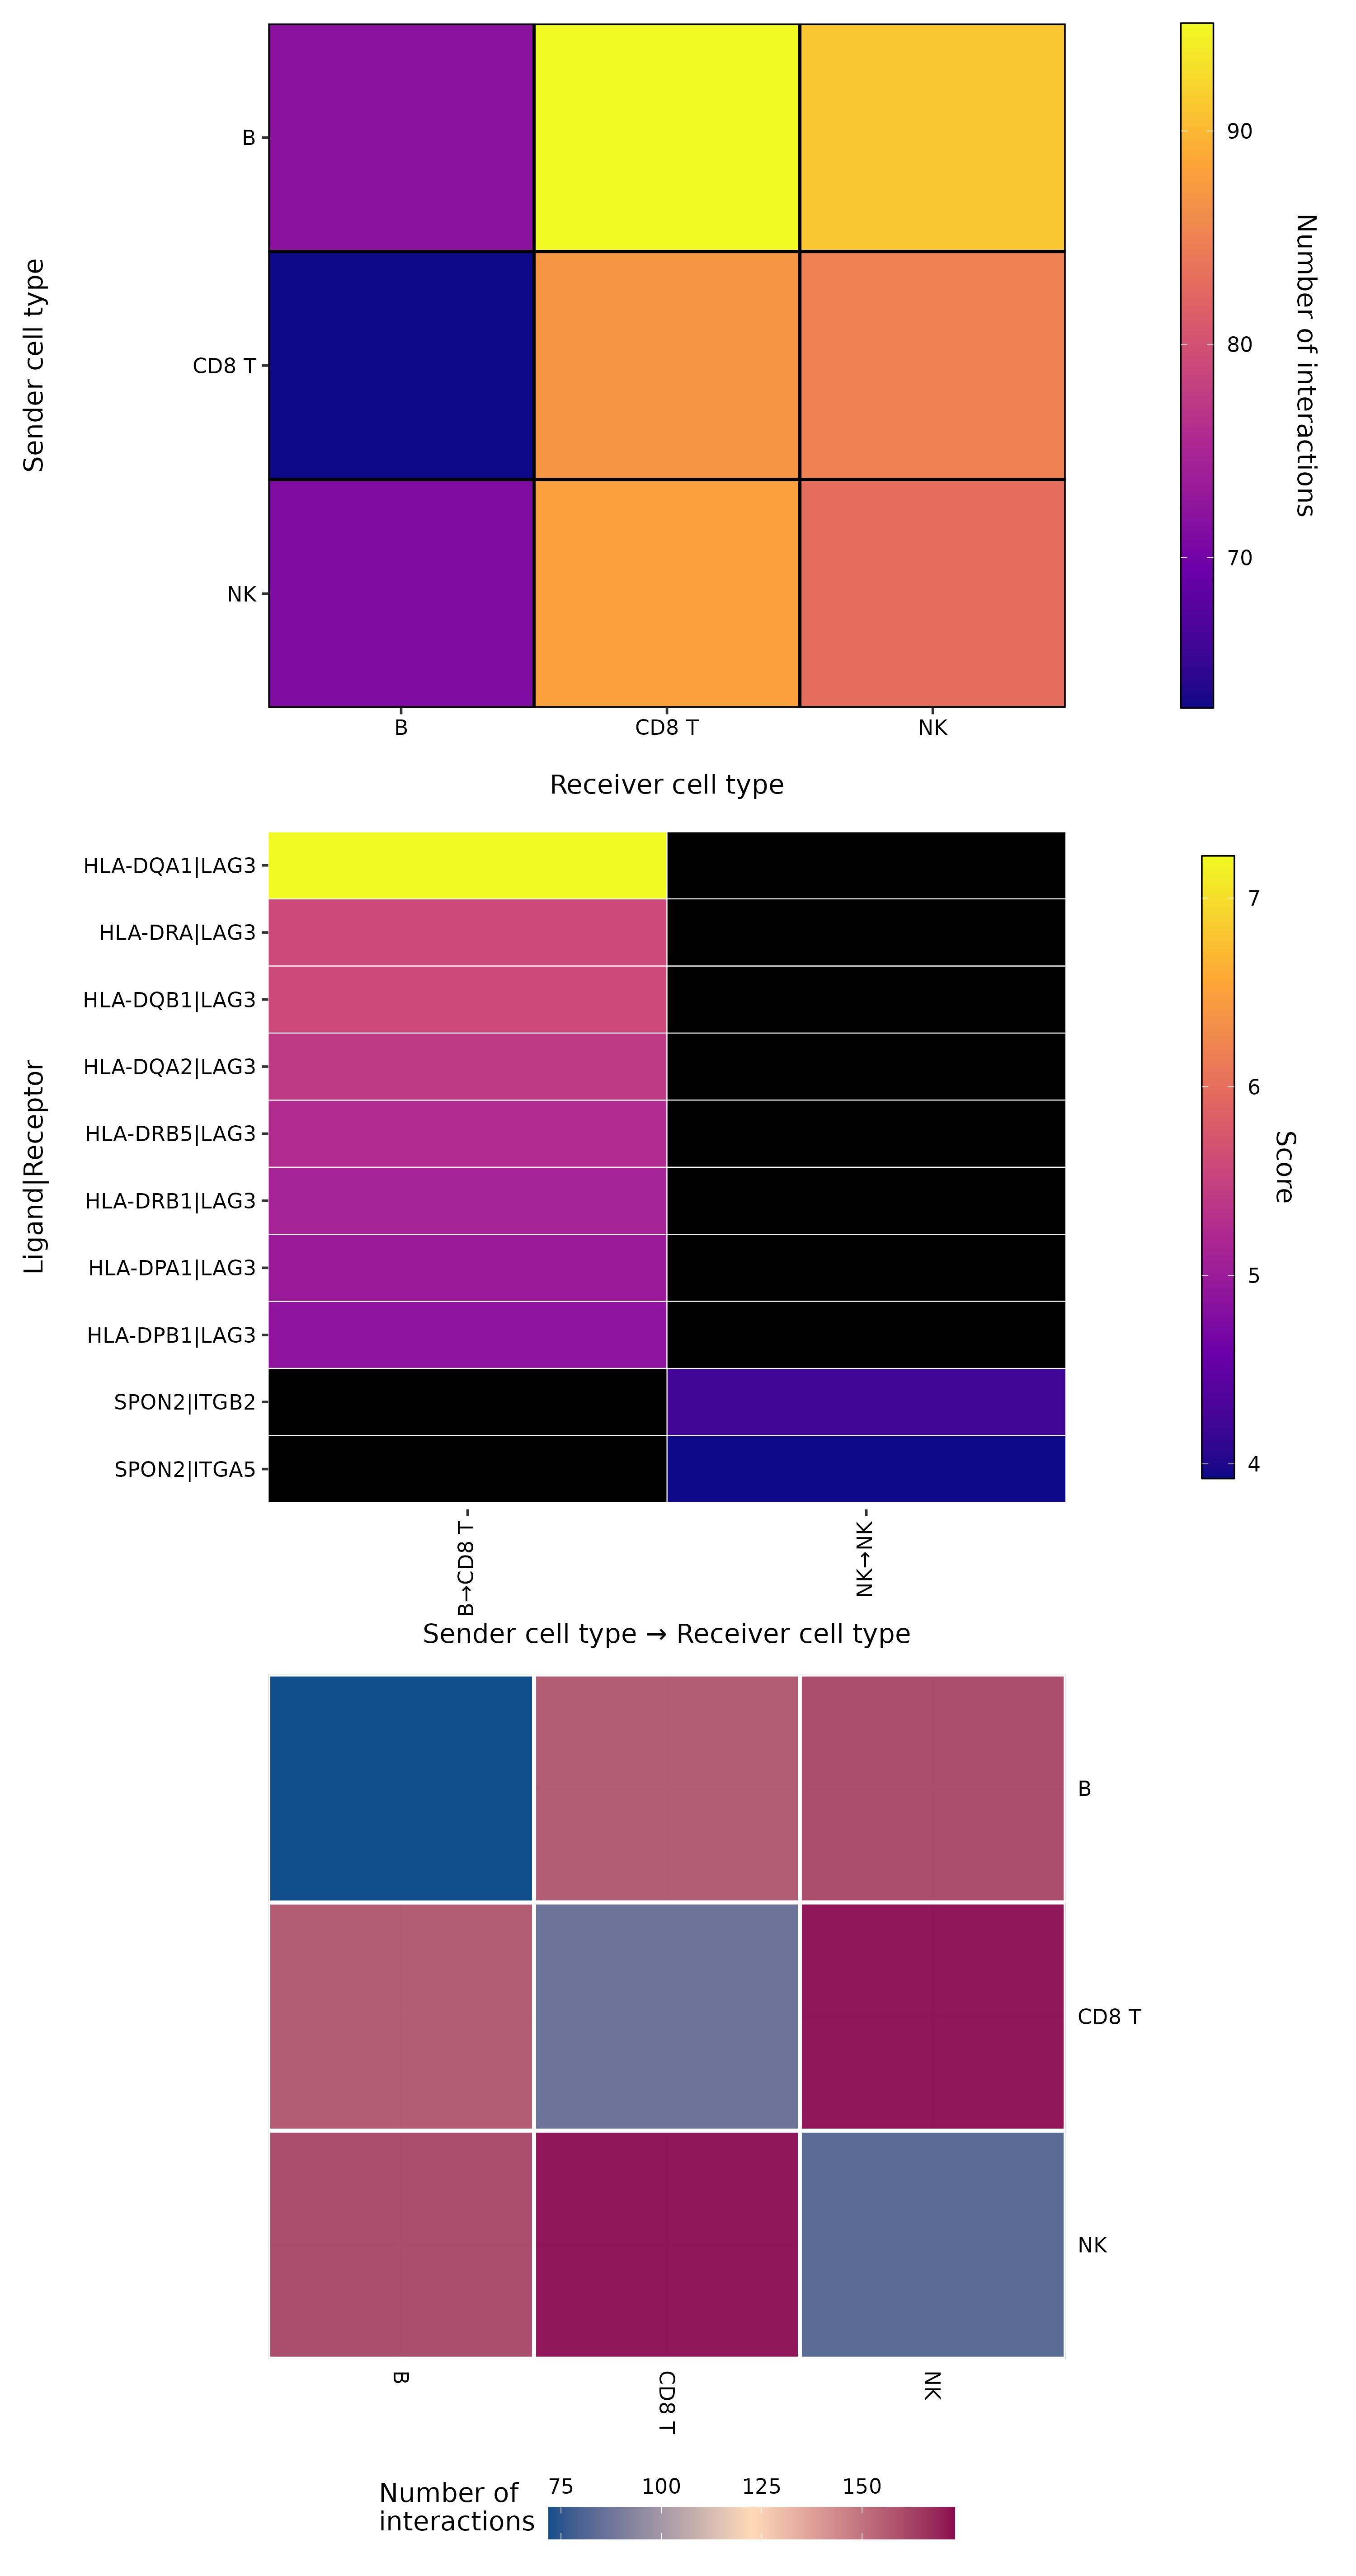 Sender cell type
B
CD8 T
NK
B
CD8 T
NK
Receiver cell type
90
80
70
Number of interactions
Ligand|Receptor
HLA-DQA1|LAG3
HLA-DRA|LAG3
HLA-DQB1|LAG3
HLA-DQA2|LAG3
HLA-DRB5|LAG3
HLA-DRB1|LAG3
HLA-DPA1|LAG3
HLA-DPB1|LAG3
SPON2|ITGB2
SPON2|ITGA5
B→CD8 T
NK→NK
Sender cell type → Receiver cell type
7
6
5
4
Score
B
CD8 T
NK
B
CD8 T
NK
Number of
interactions
75
100
125
150